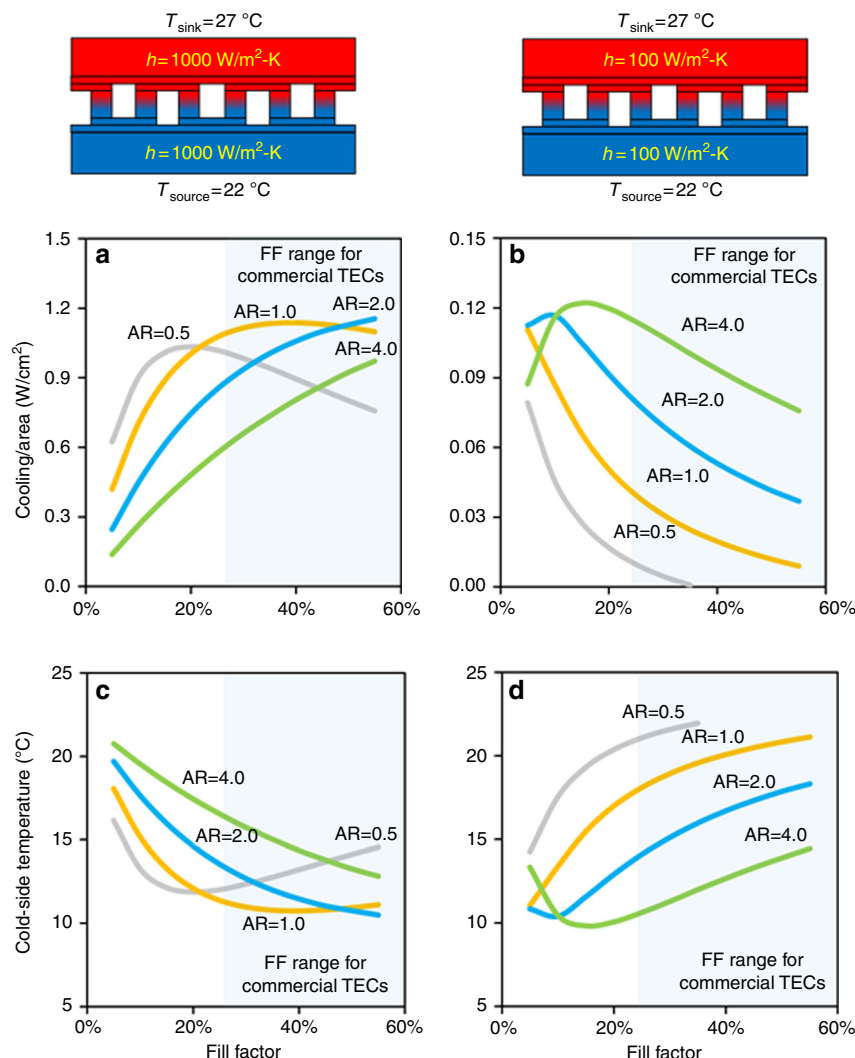 T_sink=27 °C
h=1000 W/m²-K
h=1000 W/m²-K
T_source=22 °C
T_sink=27 °C
h=100 W/m²-K
h=100 W/m²-K
T_source=22 °C
a
FF range for
commercial TECs
AR=0.5
AR=1.0
AR=2.0
AR=4.0
1.5
1.2
0.9
0.6
0.3
0.0
0%
20%
40%
60%
Cooling/area (W/cm²)
b
FF range for
commercial TECs
AR=4.0
AR=2.0
AR=1.0
AR=0.5
0.15
0.12
0.09
0.06
0.03
0.00
0%
20%
40%
60%
c
AR=4.0
AR=2.0
AR=0.5
AR=1.0
FF range for
commercial TECs
25
20
15
10
5
0%
20%
40%
60%
Cold-side temperature (°C)
Fill factor
d
AR=0.5
AR=1.0
AR=2.0
AR=4.0
FF range for
commercial TECs
25
20
15
10
5
0%
20%
40%
60%
Fill factor